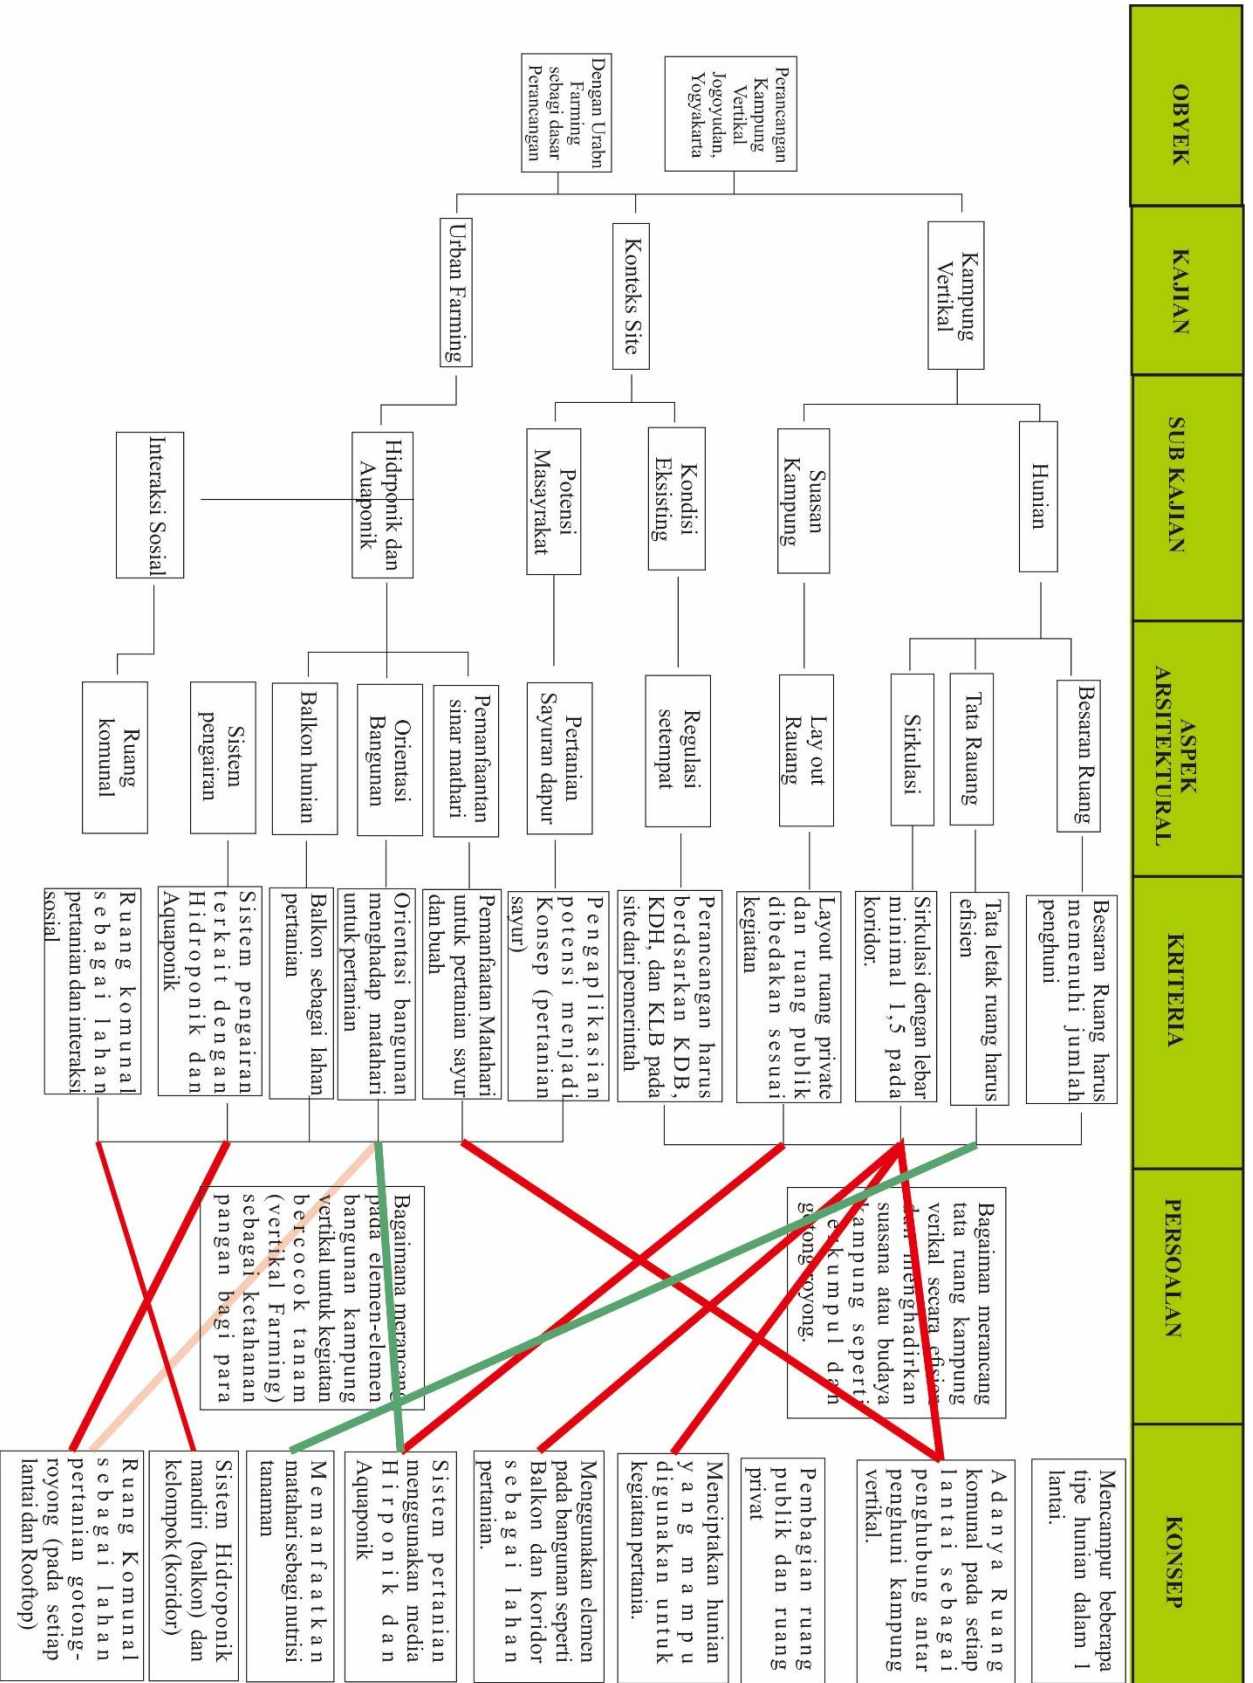 OBYEK
KAJIAN
SUB KAJIAN
ASPEK
ARSITEKTURAL
KRITERIA
PERSOALAN
KONSEP
Perancangan
Kampung
Vertikal
Jogoyudan,
Yogyakarta
Dengan Urabn
Farming
sebagi dasar
Perancangan
Kampung
Vertikal
Konteks Site
Urban Farming
Hunian
Suasan
Kampung
Kondisi
Eksisting
Potensi
Masayrakat
Hidrponik dan
Auaponik
Interaksi Sosial
Besaran Ruang
Tata Rauang
Sirkulasi
Lay out
Rauang
Regulasi
setempat
Pertanian
Sayuran dapur
Pemanfaantan
sinar mathari
Orientasi
Bangunan
Balkon hunian
Sistem
pengairan
Ruang
komunal
Besaran Ruang harus
memenuhi jumlah
penghuni
Tata letak ruang harus
efisien
Sirkulasi dengan lebar
minimal 1,5 pada
koridor.
Layout ruang private
dan ruang publik
dibedakan sesuai
kegiatan
Perancangan harus
berdsarkan KDB,
KDH, dan KLB pada
site dari pemerintah
Pengaplikasian
potensi menjadi
Konsep (pertanian
sayur)
Pemanfaatan Matahari
untuk pertanian sayur
dan buah
Orientasi bangunan
menghadap matahari
untuk pertanian
Balkon sebagai lahan
pertanian
Sistem pengairan
terkait dengan
Hidroponik dan
Aquaponik
Ruang komunal
sebagai lahan
pertanian dan interaksi
sosial
Bagaiman merancang
tata ruang kampung
verikal secara efisien
dan menghadirkan
suasana atau budaya
kampung seperti
berkumpul dan
gotong royong.
Bagaimana merancang
pada elemen-elemen
bangunan kampung
vertikal untuk kegiatan
bercocok tanam
(vertikal Farming)
sebagai ketahanan
pangan bagi para
Mencampur beberapa
tipe hunian dalam 1
lantai.
Adanya Ruang
komunal pada setiap
lantai sebagai
penghubung antar
penghuni kampung
vertikal.
Pembagian ruang
publik dan ruang
privat
Menciptakan hunian
yang mampu
digunakan untuk
kegiatan pertania.
Menggunakan elemen
pada bangunan seperti
Balkon dan koridor
sebagai lahan
pertanian.
Sistem pertanian
menggunakan media
Hirponik dan
Aquaponik
Memanfaatkan
matahari sebagi nutrisi
tanaman
Sistem Hidroponik
mandiri (balkon) dan
kelompok (koridor)
Ruang Komunal
sebagai lahan
pertanian gotong-
royong (pada setiap
lantai dan Rooftop)